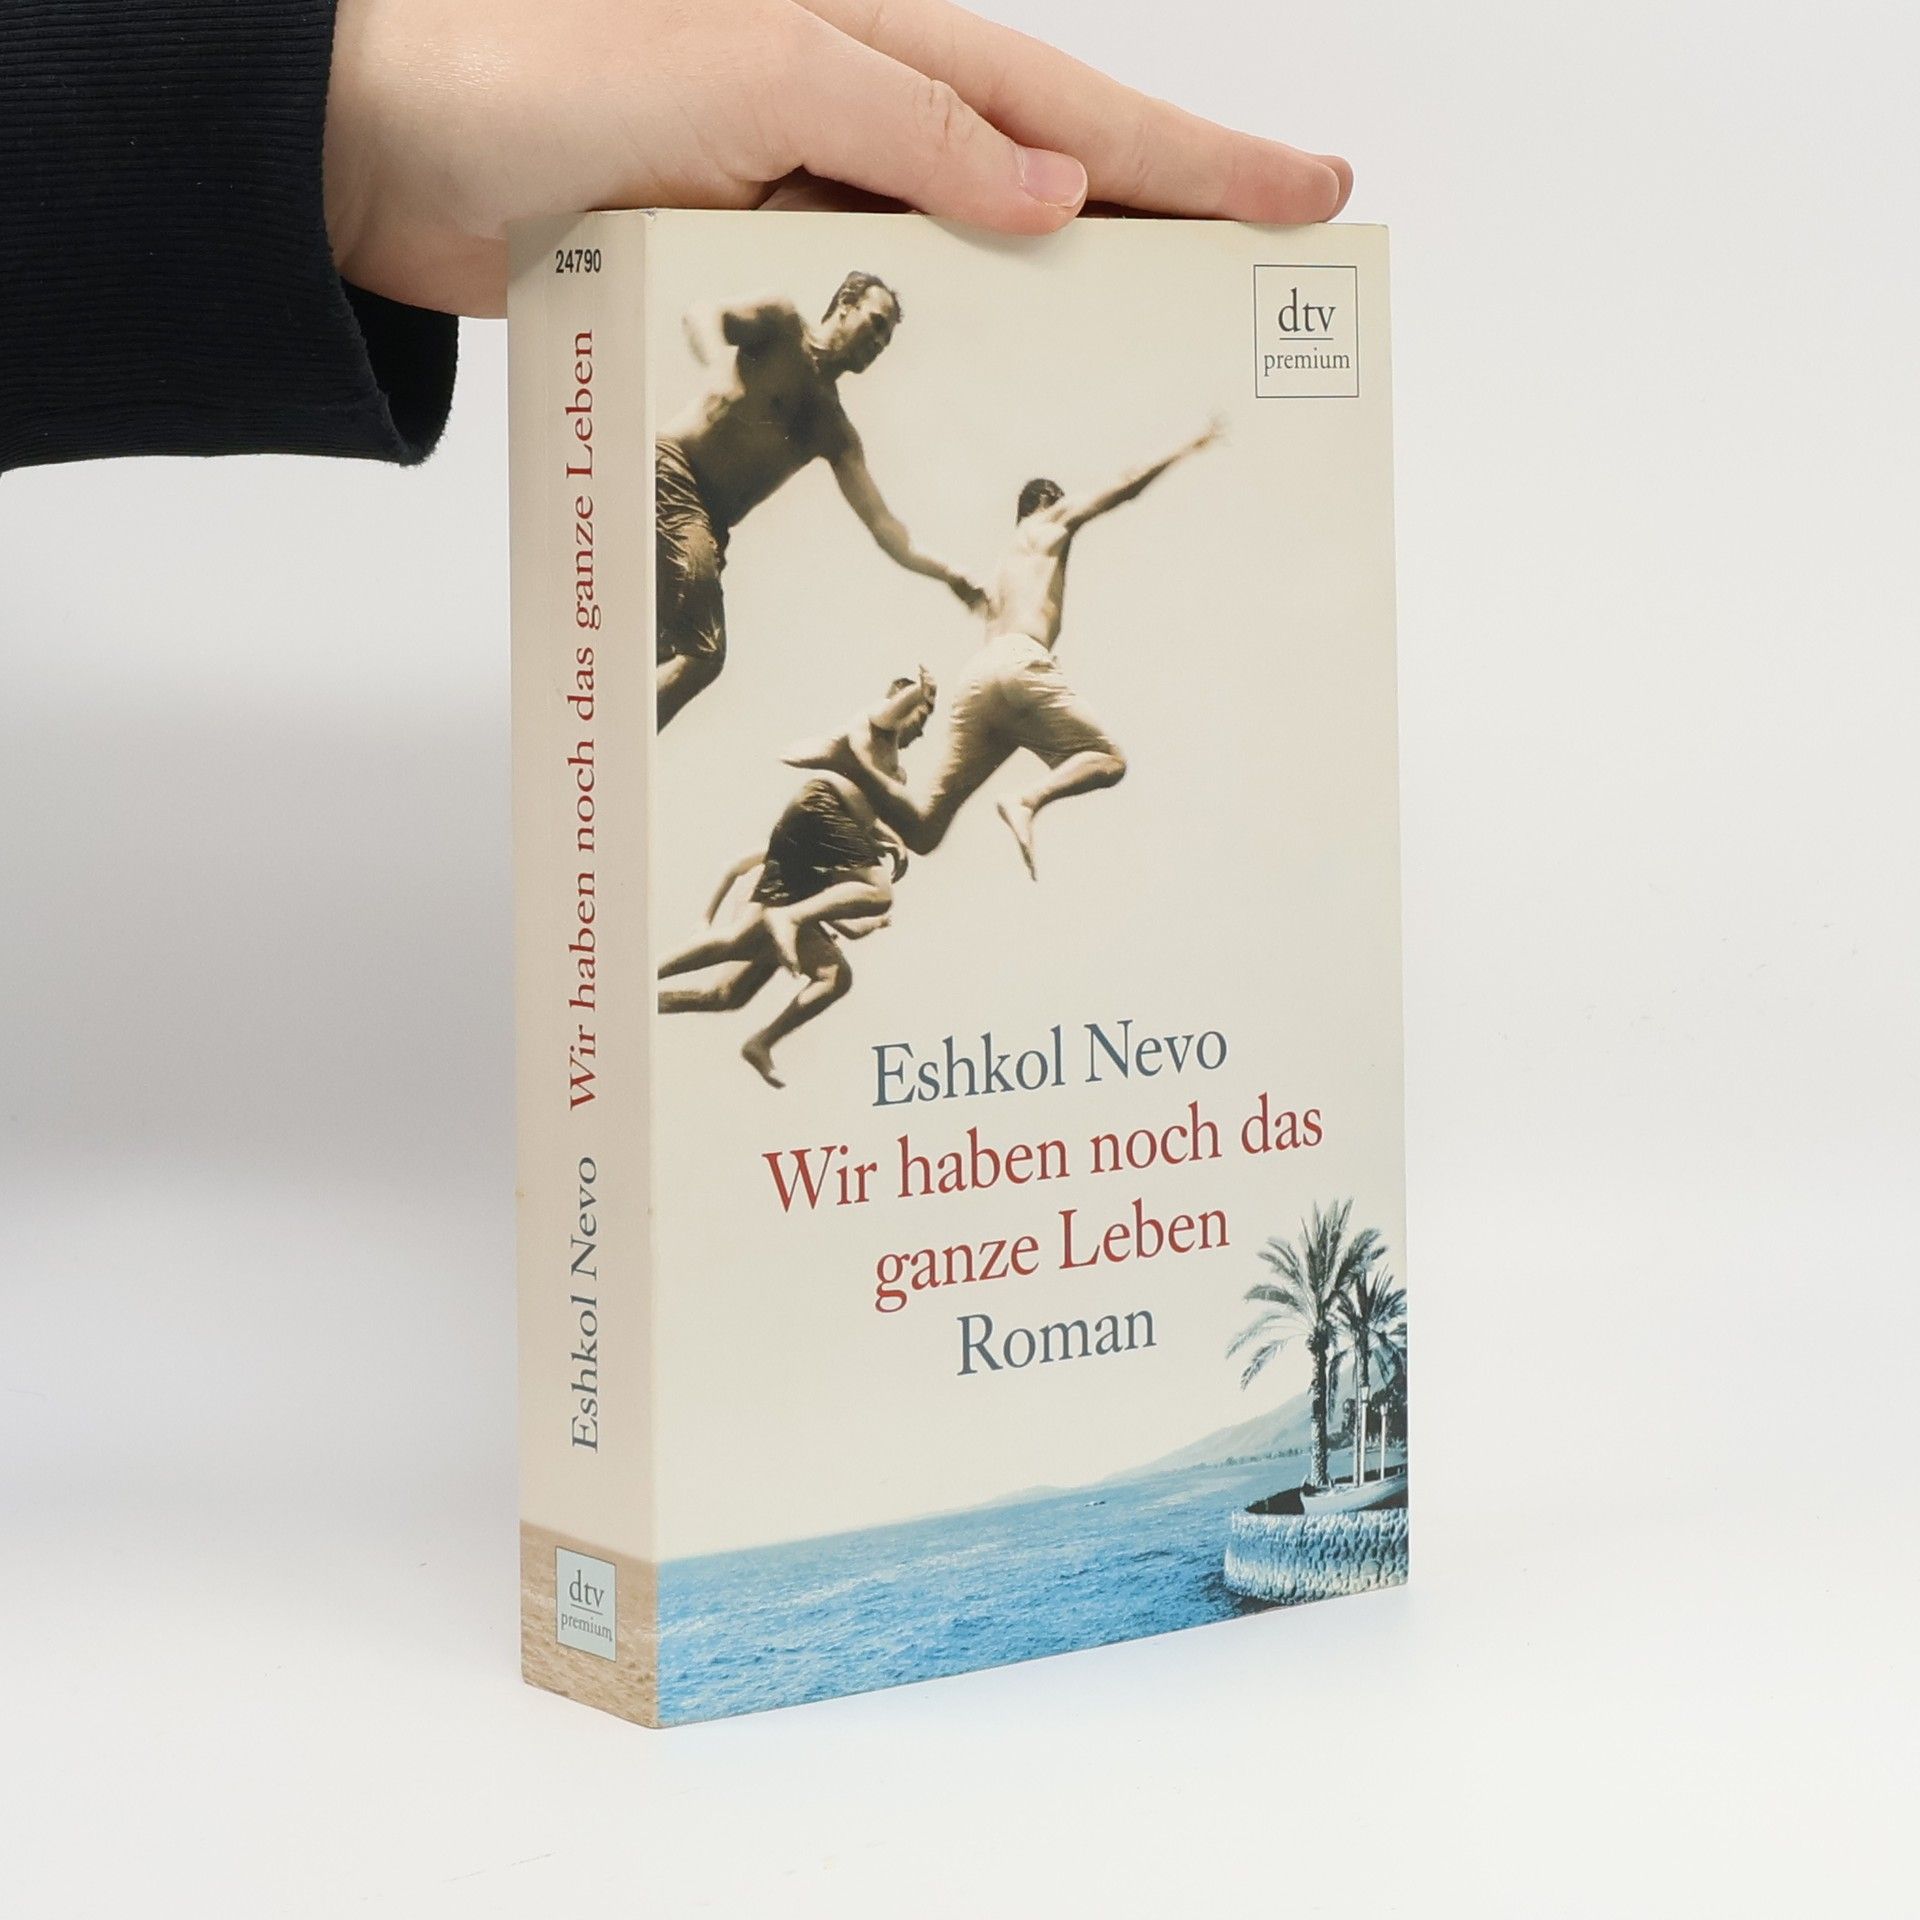 24790
Eshkol Nevo Wir haben noch das ganze Leben
dtv
premium
dtv
premium
Eshkol Nevo
Wir haben noch das
ganze Leben
Roman